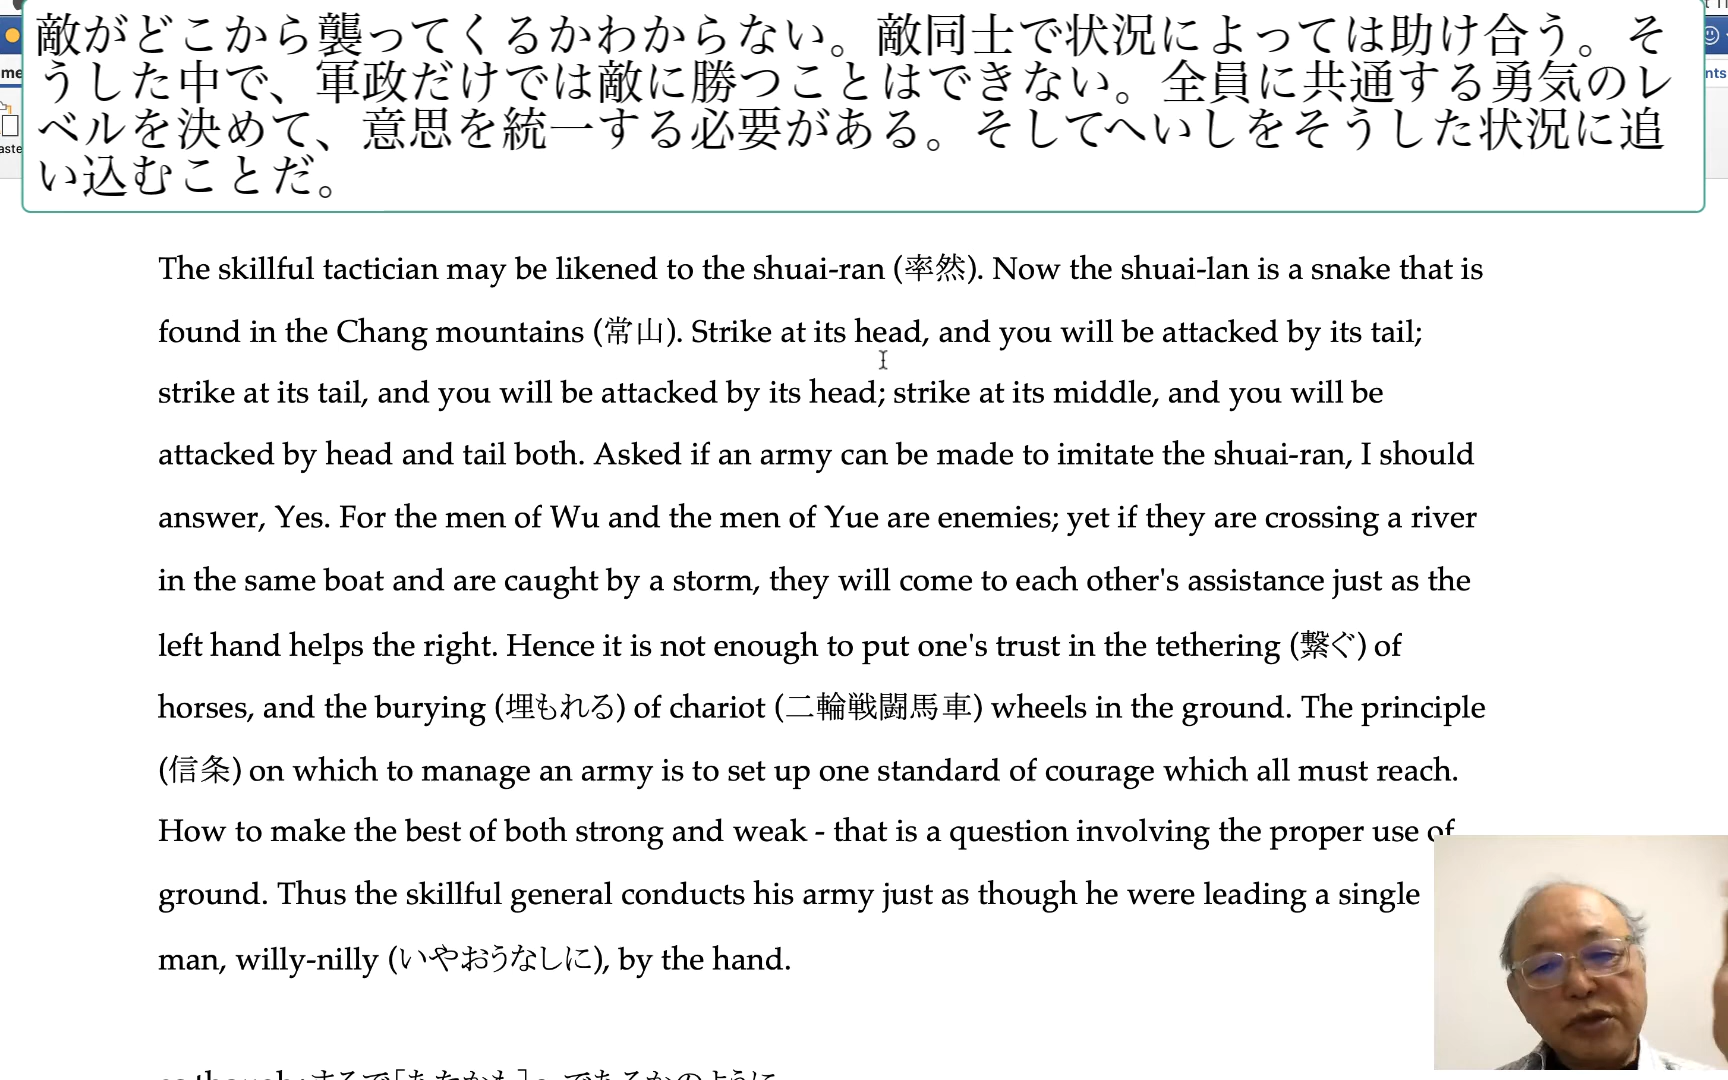 敵がどこから襲ってくるかわからない。敵同士で状況によっては助け合う。そ
うした中で、軍政だけでは敵に勝つことはできない。全員に共通する勇気のレ
ベルを決めて、意思を統一する必要がある。そしてへいしをそうした状況に追
い込むことだ。
The skillful tactician may be likened to the shuai-ran (率然). Now the shuai-lan is a snake that is
found in the Chang mountains (常山). Strike at its head, and you will be attacked by its tail;
strike at its tail, and you will be attacked by its head; strike at its middle, and you will be
attacked by head and tail both. Asked if an army can be made to imitate the shuai-ran, I should
answer, Yes. For the men of Wu and the men of Yue are enemies; yet if they are crossing a river
in the same boat and are caught by a storm, they will come to each other's assistance just as the
left hand helps the right. Hence it is not enough to put one's trust in the tethering (繋ぐ) of
horses, and the burying (埋もれる) of chariot (二輪戦闘馬車) wheels in the ground. The principle
(信条) on which to manage an army is to set up one standard of courage which all must reach.
How to make the best of both strong and weak - that is a question involving the proper use of
ground. Thus the skillful general conducts his army just as though he were leading a single
man, willy-nilly (いやおうなしに), by the hand.